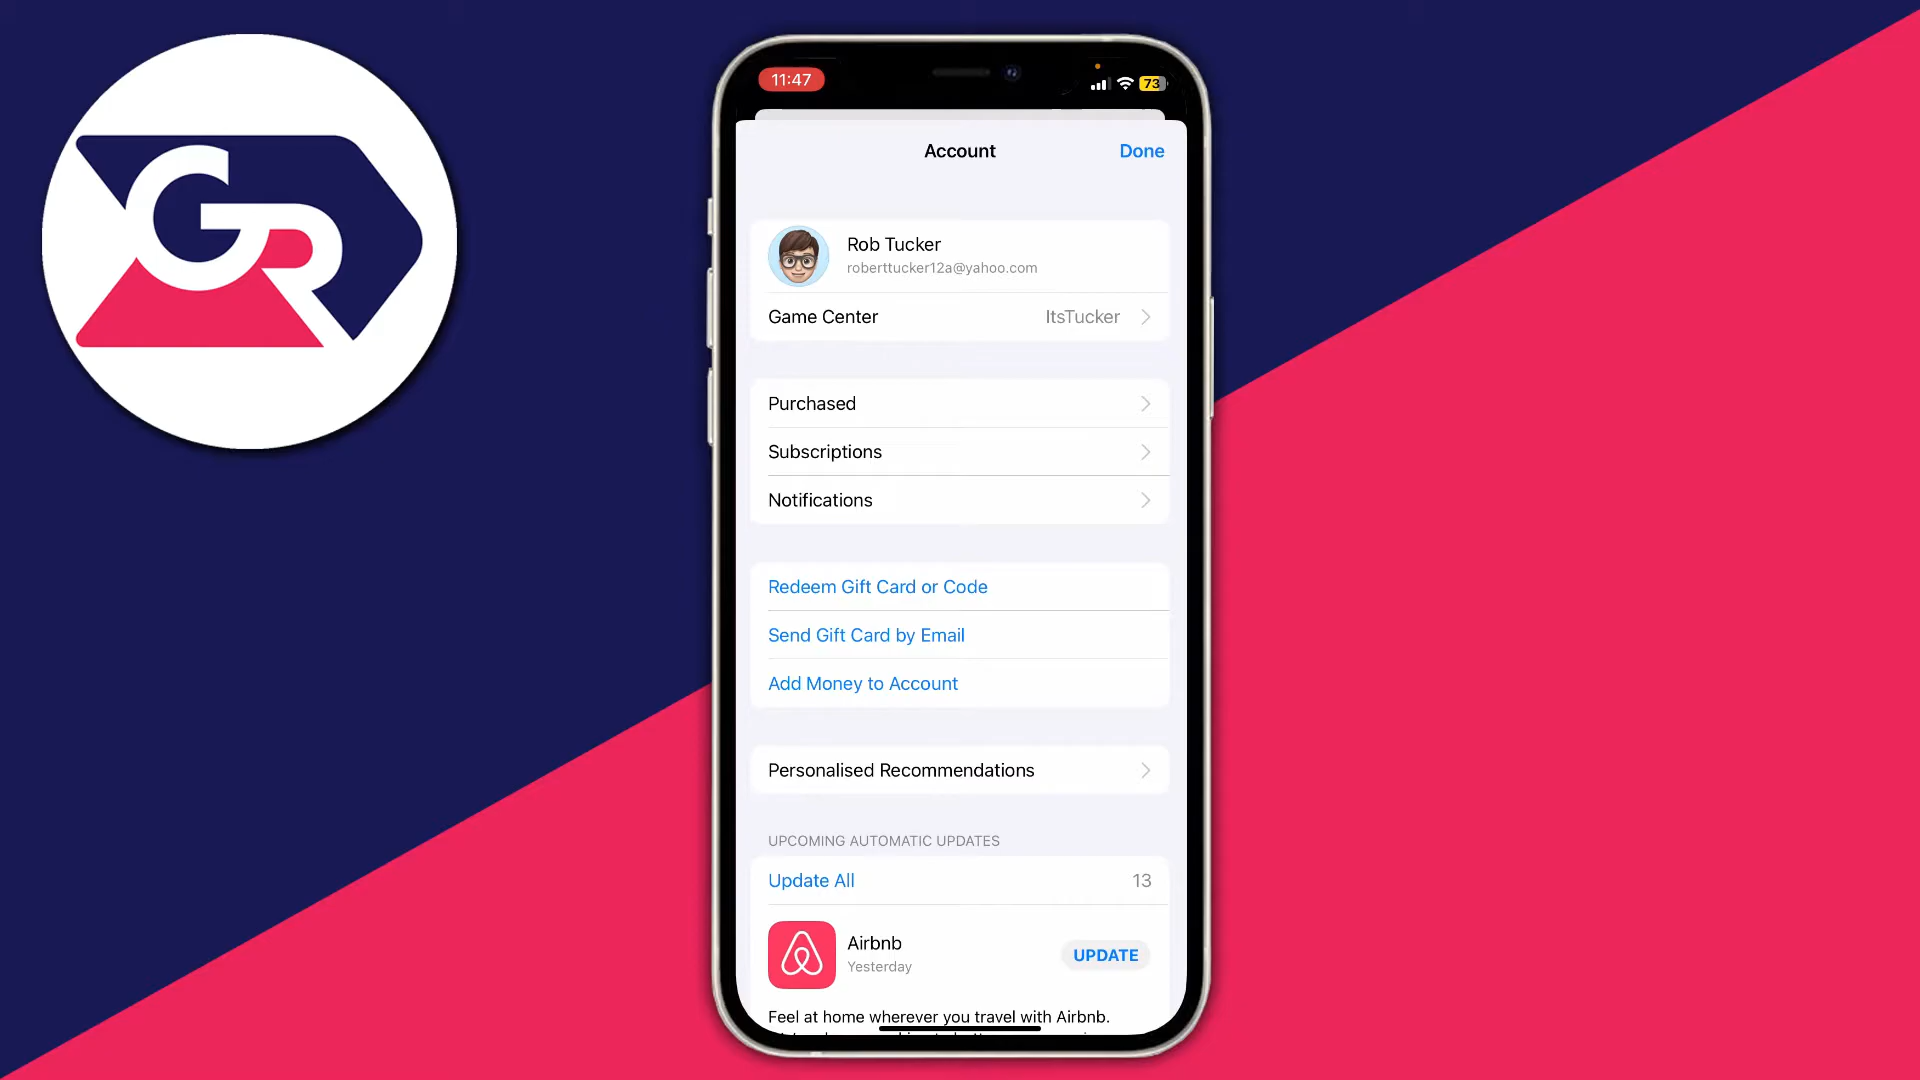 GR
11:47
73
Account
Done
Rob Tucker
roberttucker12a@yahoo.com
Game Center
ItsTucker
Purchased
Subscriptions
Notifications
Redeem Gift Card or Code
Send Gift Card by Email
Add Money to Account
Personalised Recommendations
UPCOMING AUTOMATIC UPDATES
Update All
13
Airbnb
Yesterday
UPDATE
Feel at home wherever you travel with Airbnb.